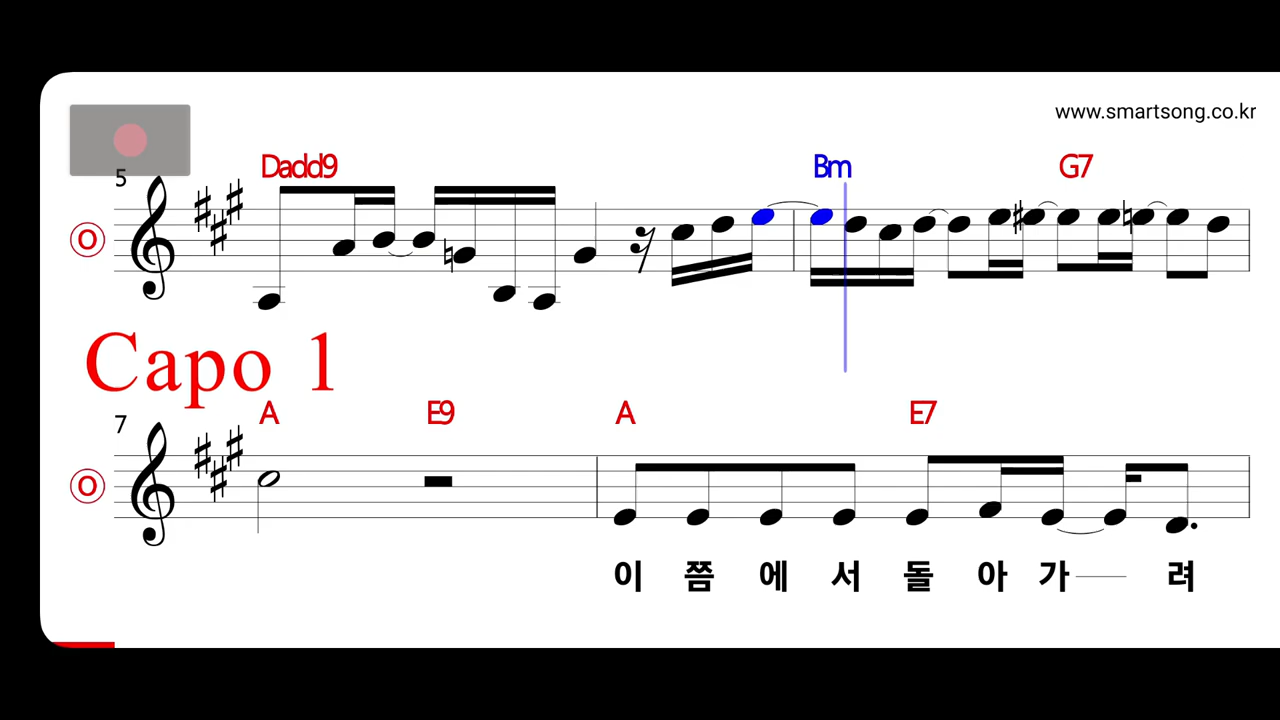 www.smartsong.co.kr
5
Dadd9 Bm G7
O
Capo 1
7
A E9 A E7
O
이 쯤 에 서 돌 아 가 려